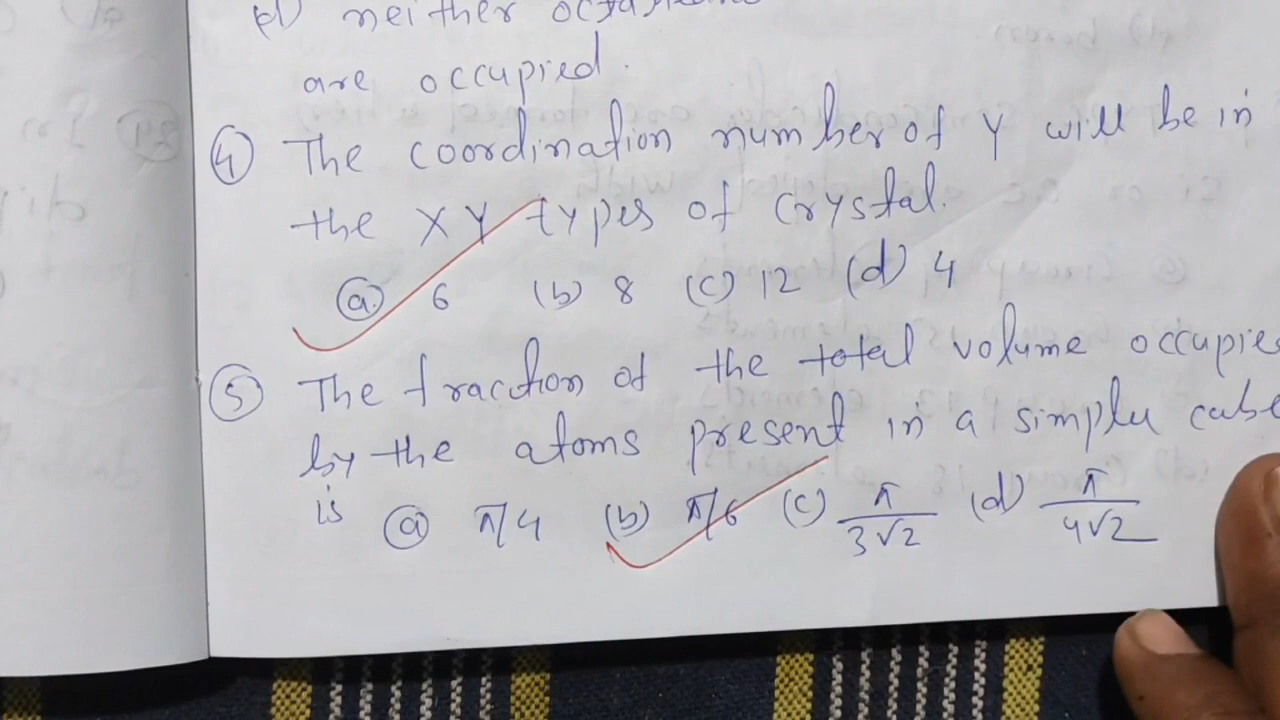 (d) neither
are occupied.
④ The coordination number of Y will be in
the XY types of crystal.
ⓐ 6 (b) 8 (c) 12 (d) 4
⑤ The fraction of the total volume occupie
by the atoms present in a simple cube
is ⓐ π/4 (b) π/6 (c) π/3√2 (d) π/4√2